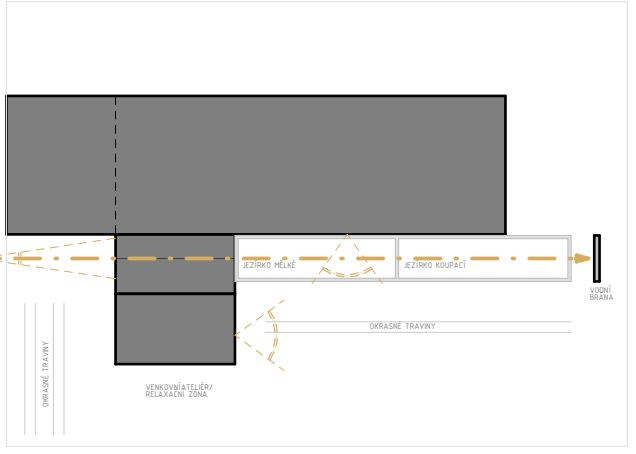 JEZÍRKO MĚLKÉ
JEZÍRKO KOUPACÍ
VODNÍ
BRÁNA
OKRASNÉ TRAVINY
OKRASNÉ TRAVINY
VENKOVNÍ ATELIÉR/
RELAXAČNÍ ZÓNA